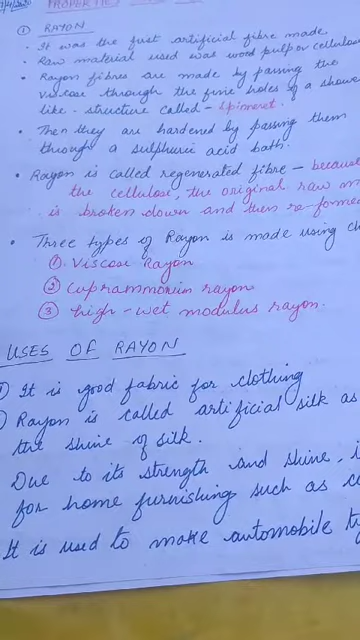 PROPERTIES
① RAYON
• It was the first artificial fibre made
• Raw material used was wood pulp or cellulos
• Rayon fibres are made by passing the
viscose through the fine holes of a showe
like - structure called - Spinneret.
• Then they are hardened by passing them
through a sulphuric acid bath.
• Rayon is called regenerated fibre - because
the cellulose, the original raw m
is broken down and then re-formed
• Three types of Rayon is made using ch
① Viscose Rayon
② Cuprammonium rayon
③ high - wet modulus rayon.
USES OF RAYON
It is good fabric for clothing
Rayon is called artificial silk as
the shine of silk.
Due to its strength and shine, i
for home furnishings such as c
It is used to make automobile ty